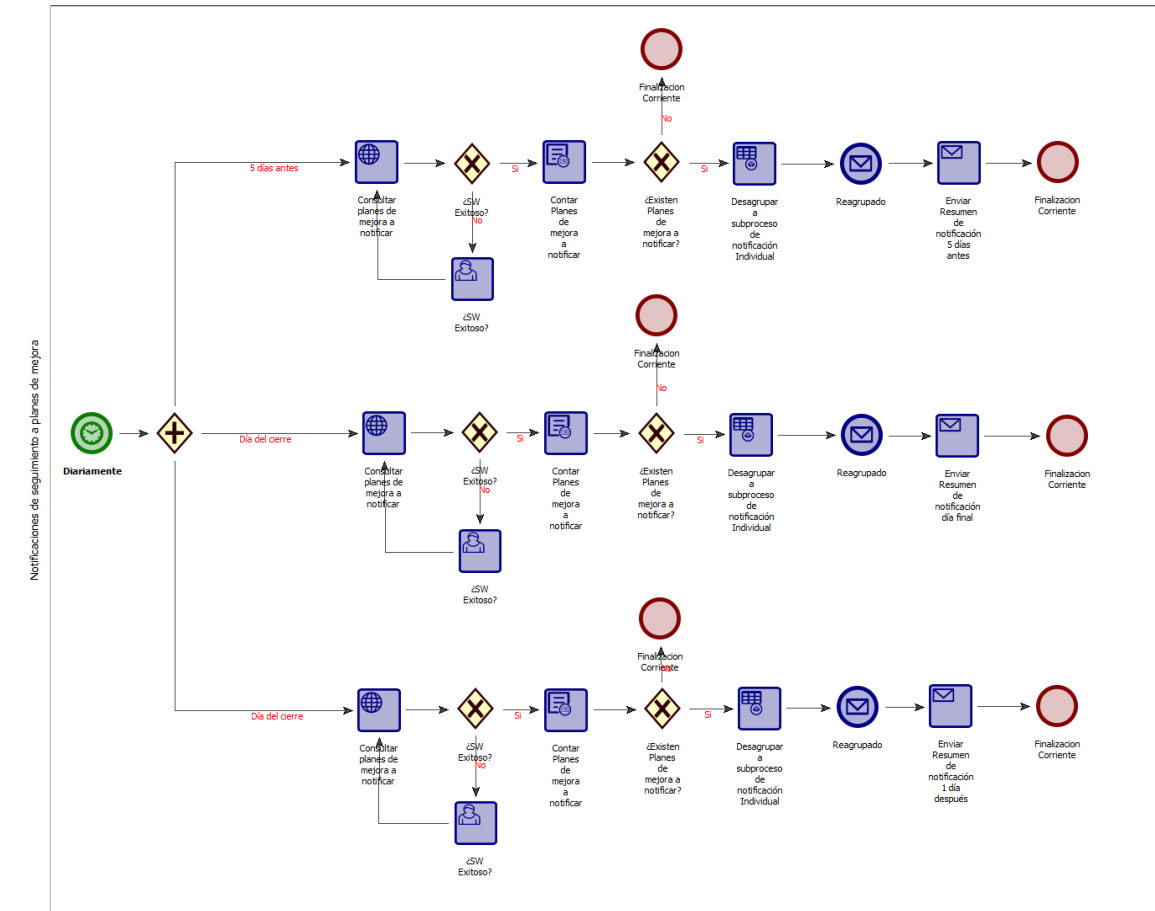 Notificaciones de seguimiento a planes de mejora
Diariamente
5 días antes
Consultar
planes de
mejora a
notificar
¿SW
Exitoso?
No
Si
¿SW
Exitoso?
Contar
Planes
de
mejora
a
notificar
Finalizacion
Corriente
No
¿Existen
Planes
de
mejora a
notificar?
Si
Desagrupar
a
subproceso
de
notificación
Individual
Reagrupado
Enviar
Resumen
de
notificación
5 días
antes
Finalizacion
Corriente
Día del cierre
Consultar
planes de
mejora a
notificar
¿SW
Exitoso?
No
Si
¿SW
Exitoso?
Contar
Planes
de
mejora
a
notificar
Finalizacion
Corriente
No
¿Existen
Planes
de
mejora a
notificar?
Si
Desagrupar
a
subproceso
de
notificación
Individual
Reagrupado
Enviar
Resumen
de
notificación
día final
Finalizacion
Corriente
Día del cierre
Consultar
planes de
mejora a
notificar
¿SW
Exitoso?
No
Si
¿SW
Exitoso?
Contar
Planes
de
mejora
a
notificar
Finalizacion
Corriente
No
¿Existen
Planes
de
mejora a
notificar?
Si
Desagrupar
a
subproceso
de
notificación
Individual
Reagrupado
Enviar
Resumen
de
notificación
1 día
después
Finalizacion
Corriente